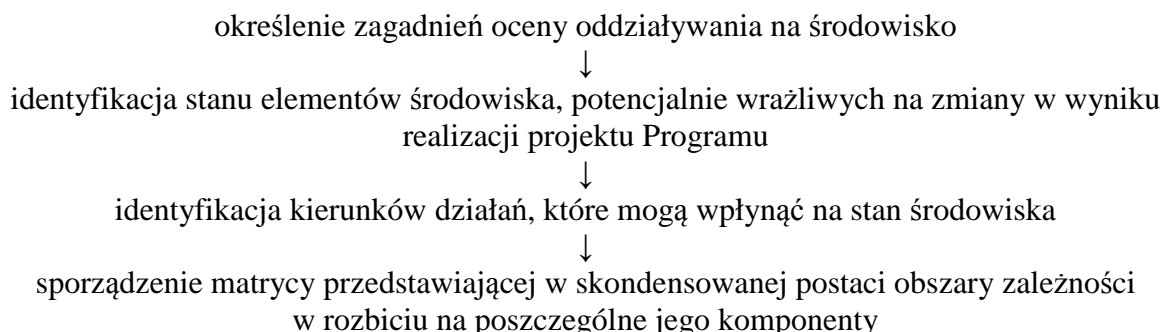 określenie zagadnień oceny oddziaływania na środowisko
↓
identyfikacja stanu elementów środowiska, potencjalnie wrażliwych na zmiany w wyniku
realizacji projektu Programu
↓
identyfikacja kierunków działań, które mogą wpłynąć na stan środowiska
↓
sporządzenie matrycy przedstawiającej w skondensowanej postaci obszary zależności
w rozbiciu na poszczególne jego komponenty